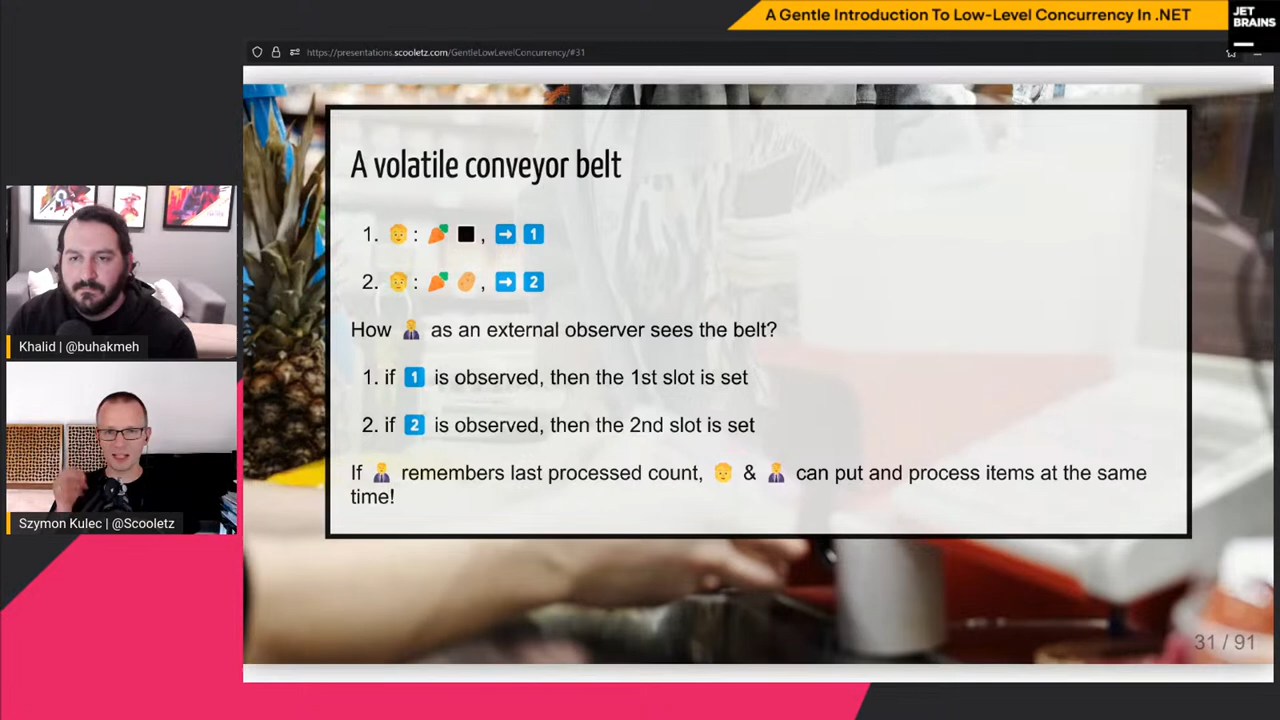 A Gentle Introduction To Low-Level Concurrency In .NET
JET
BRAINS
https://presentations.scooletz.com/GentleLowLevelConcurrency/#31
A volatile conveyor belt
1. 🧑: 🥕 ⬛, ➡ 1
2. 🧑: 🥕 🥔, ➡ 2
How 👨‍💼 as an external observer sees the belt?
1. if 1 is observed, then the 1st slot is set
2. if 2 is observed, then the 2nd slot is set
If 👨‍💼 remembers last processed count, 🧑 & 👨‍💼 can put and process items at the same
time!
Khalid | @buhakmeh
Szymon Kulec | @Scooletz
31 / 91